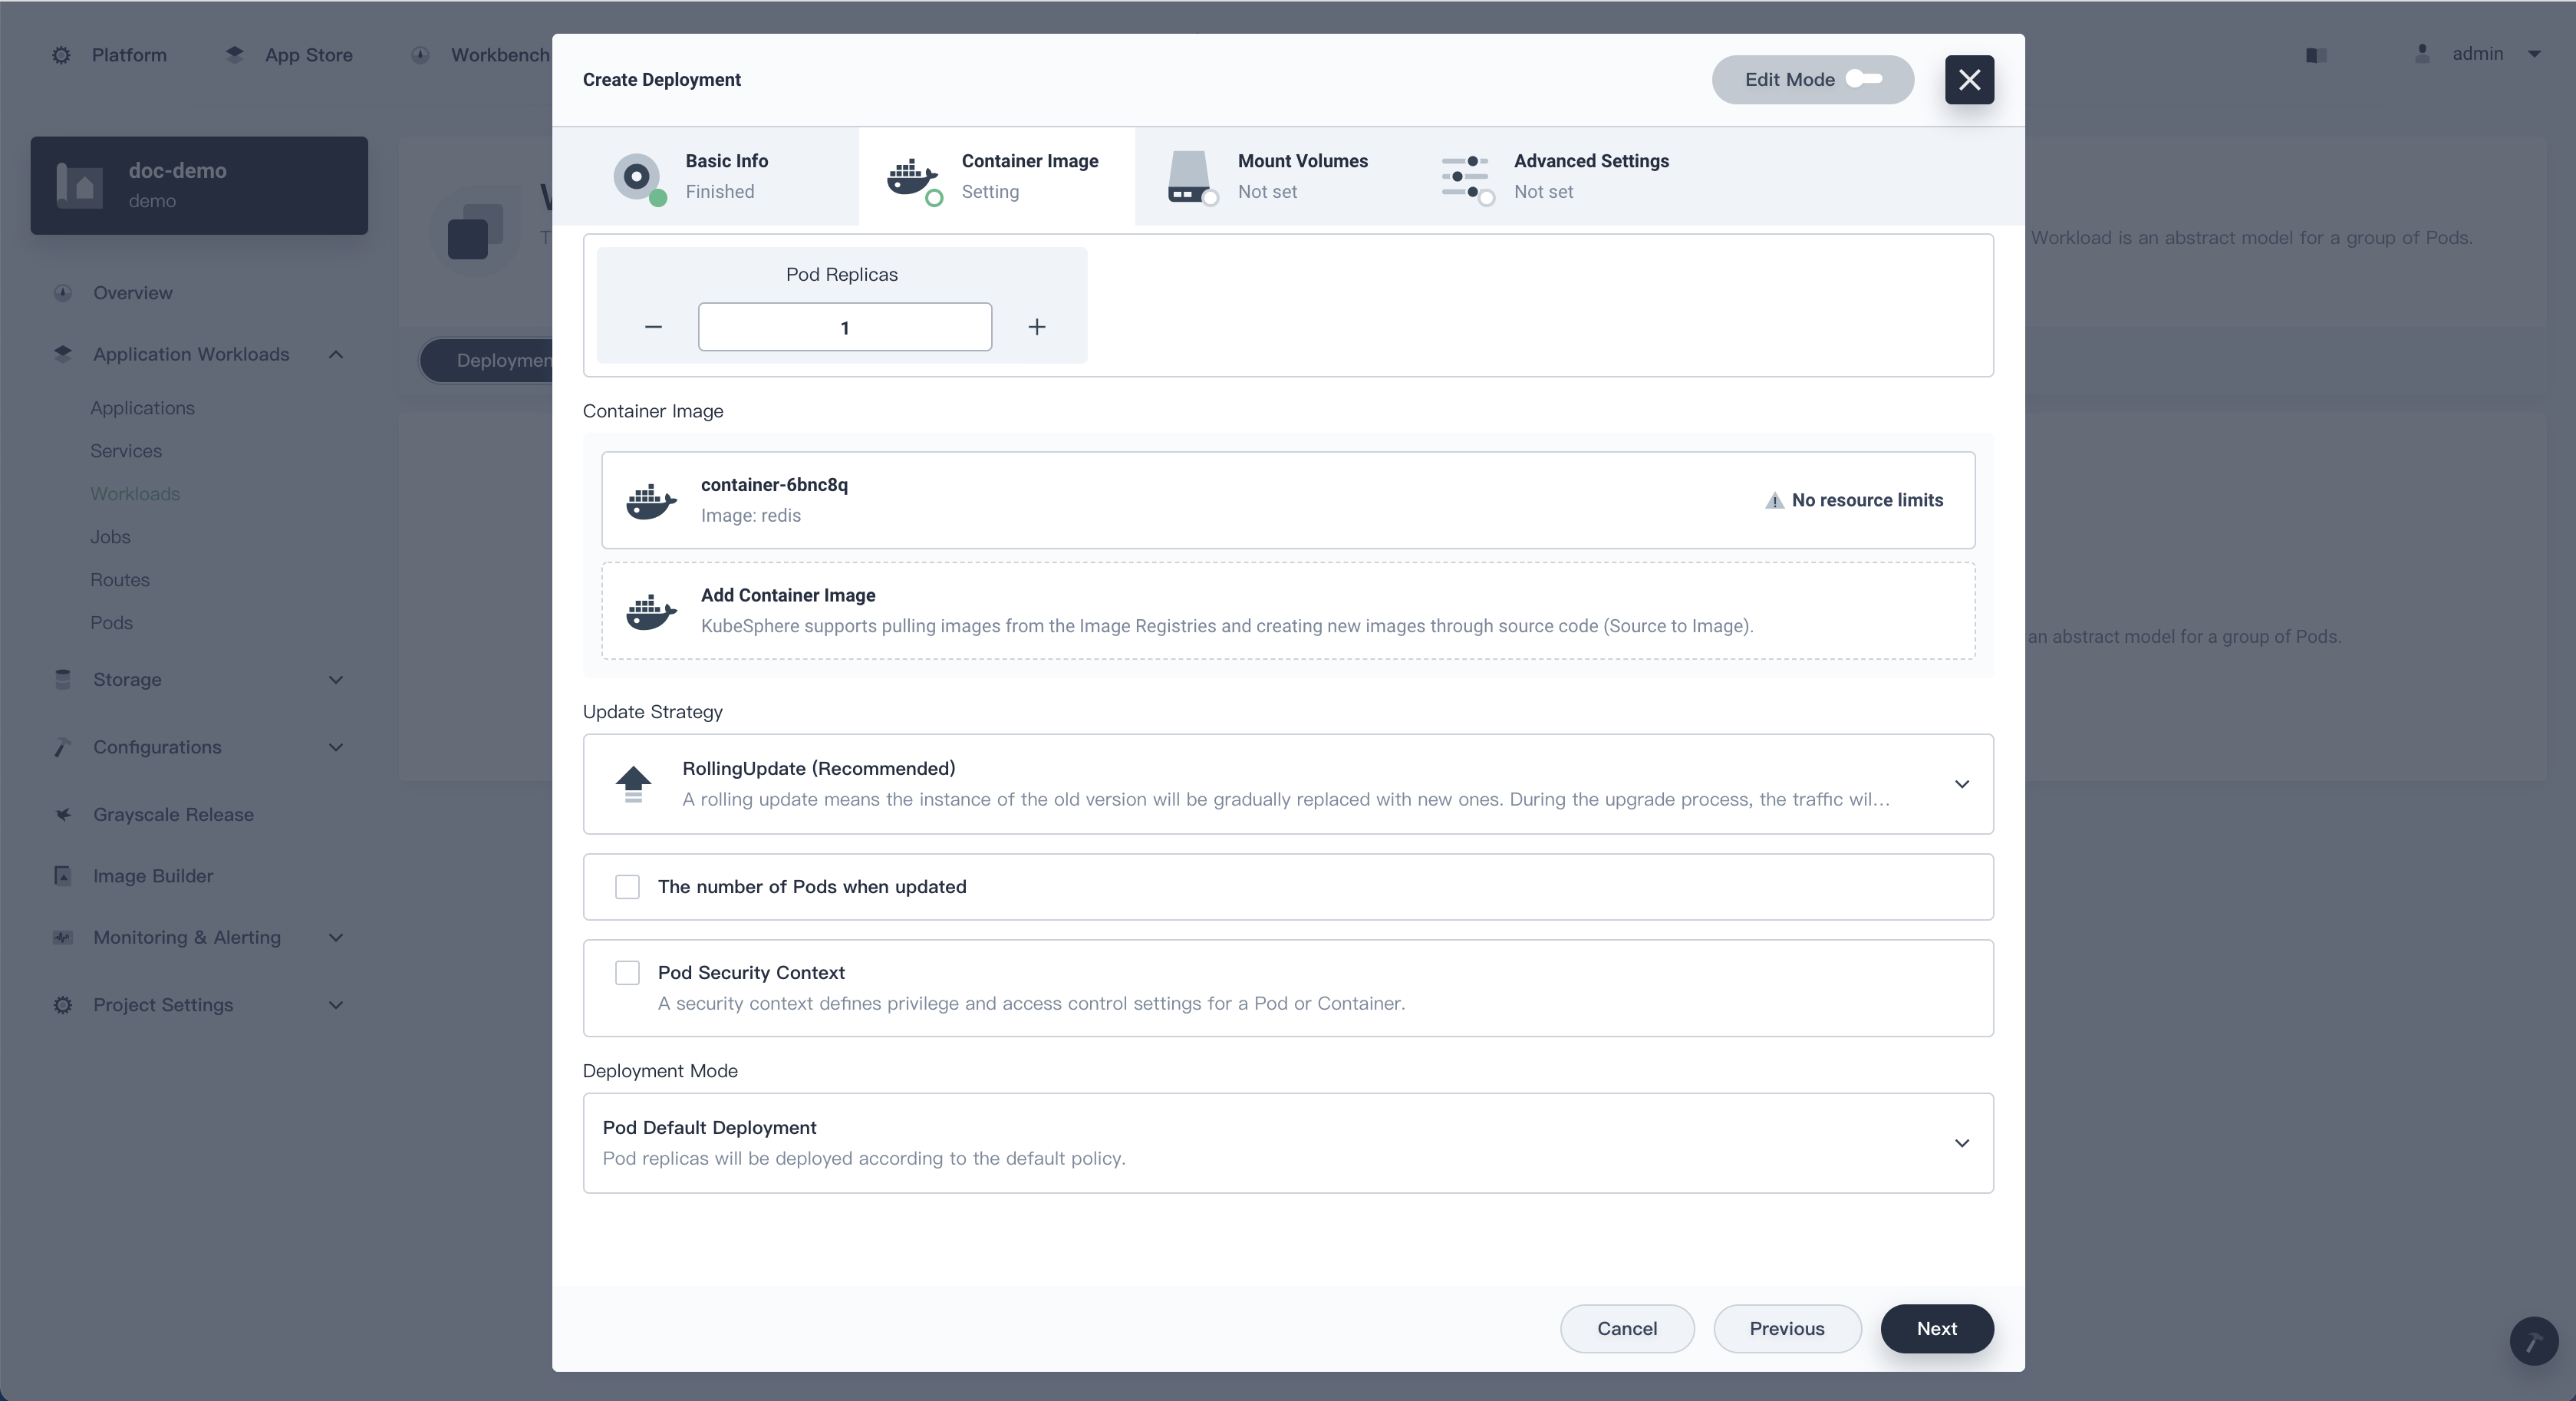 Platform
App Store
Workbench
admin
Create Deployment
Edit Mode
doc-demo
demo
Overview
Application Workloads
Applications
Services
Workloads
Jobs
Routes
Pods
Storage
Configurations
Grayscale Release
Image Builder
Monitoring & Alerting
Project Settings
Workload is an abstract model for a group of Pods.
an abstract model for a group of Pods.
Basic Info
Finished
Container Image
Setting
Mount Volumes
Not set
Advanced Settings
Not set
Pod Replicas
1
Container Image
container-6bnc8q
Image: redis
No resource limits
Add Container Image
KubeSphere supports pulling images from the Image Registries and creating new images through source code (Source to Image).
Update Strategy
RollingUpdate (Recommended)
A rolling update means the instance of the old version will be gradually replaced with new ones. During the upgrade process, the traffic wil...
The number of Pods when updated
Pod Security Context
A security context defines privilege and access control settings for a Pod or Container.
Deployment Mode
Pod Default Deployment
Pod replicas will be deployed according to the default policy.
Cancel
Previous
Next